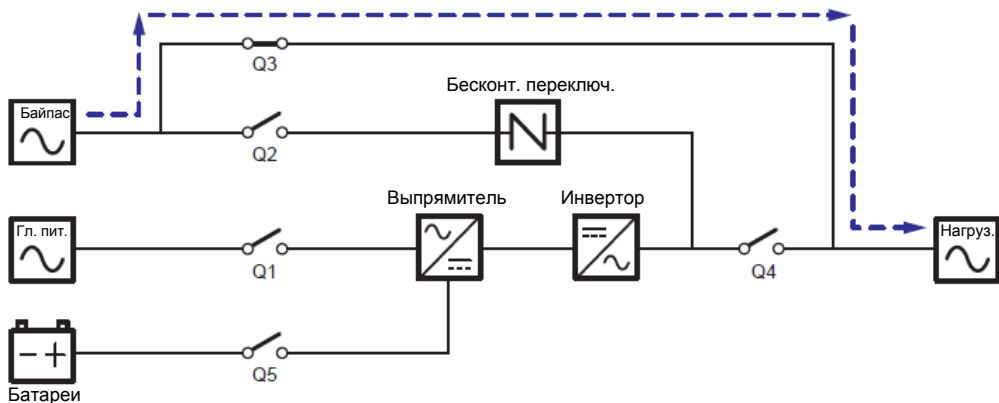 Q3
Бесконт. переключ.
Байпас
Q2
Выпрямитель
Инвертор
Гл. пит.
Нагруз.
Q1
Q4
Q5
Батареи